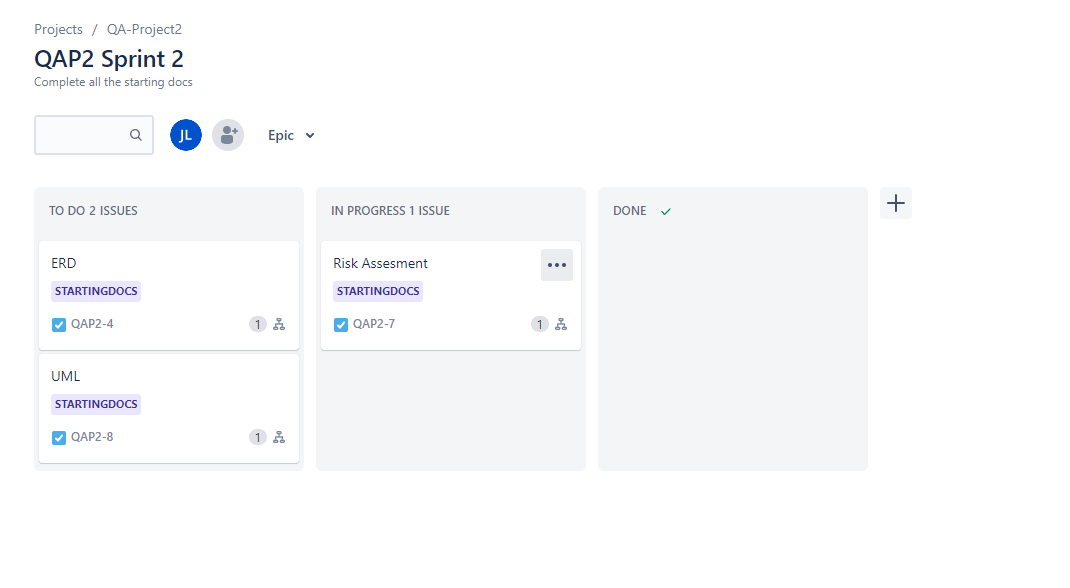 Projects / QA-Project2
QAP2 Sprint 2
Complete all the starting docs
JL
Epic
TO DO 2 ISSUES
ERD
STARTINGDOCS
QAP2-4
1
UML
STARTINGDOCS
QAP2-8
1
IN PROGRESS 1 ISSUE
Risk Assesment
STARTINGDOCS
QAP2-7
1
DONE